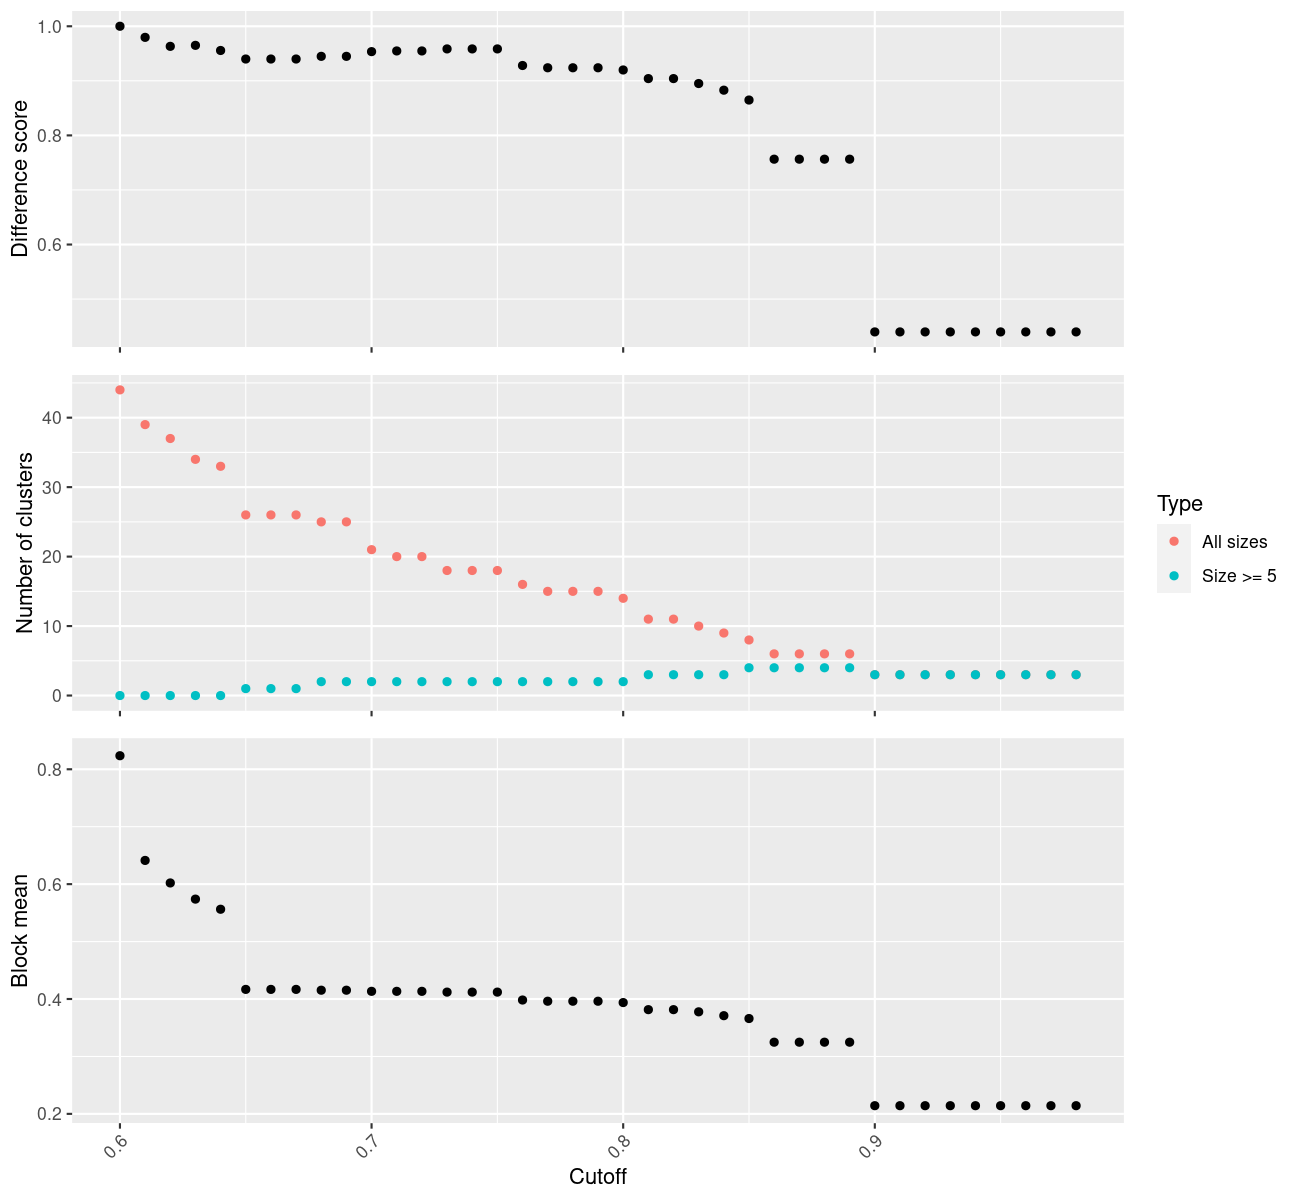 1.0
0.8
0.6
Difference score
40
30
20
10
0
Number of clusters
Type
All sizes
Size >= 5
0.8
0.6
0.4
0.2
Block mean
0.6 0.7 0.8 0.9
Cutoff